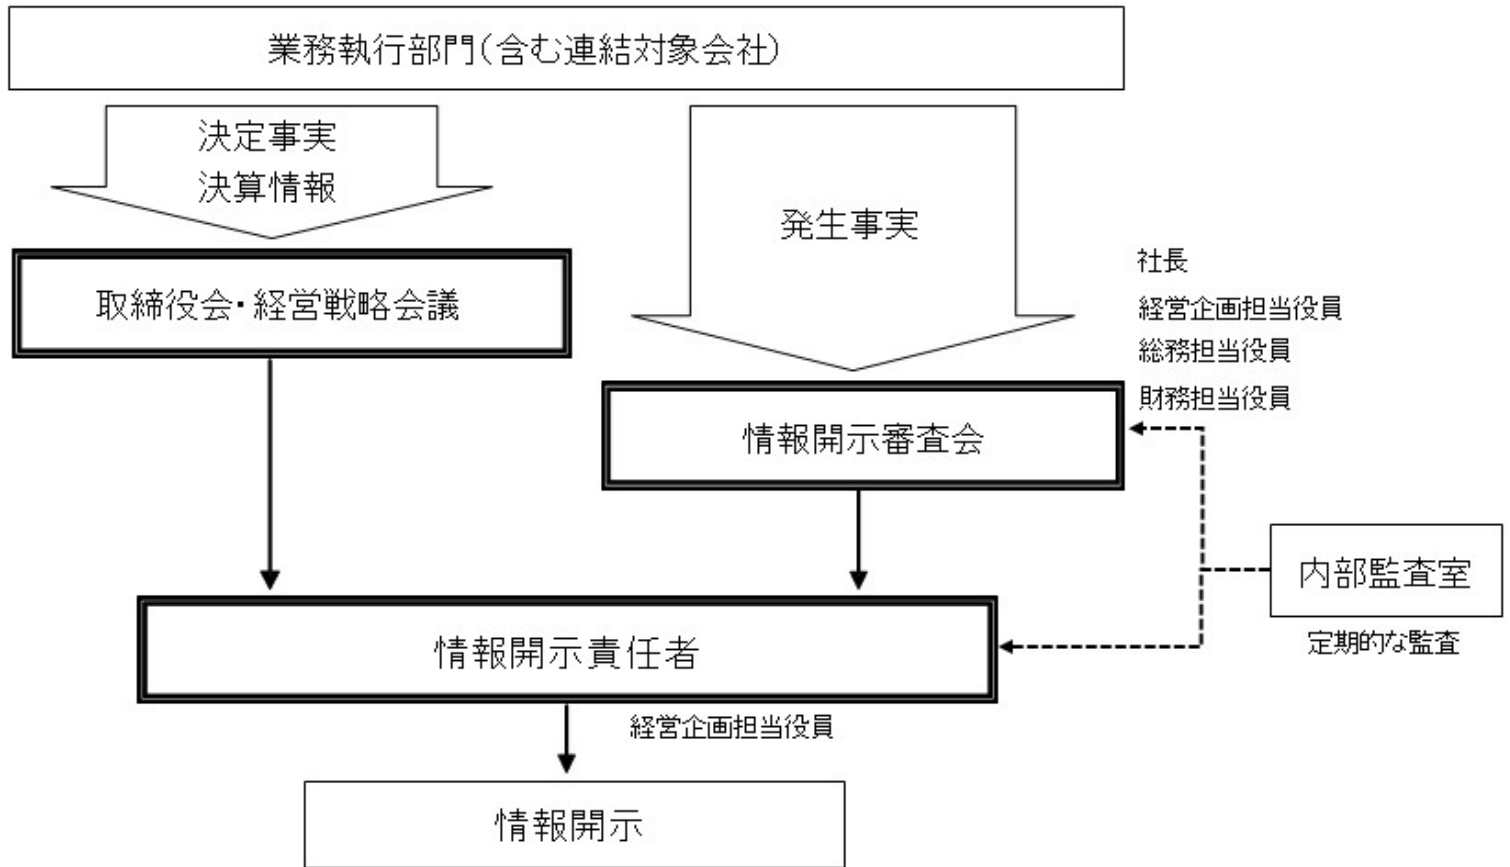 業務執行部門(含む連結対象会社)
決定事実
決算情報
発生事実
取締役会・経営戦略会議
社長
経営企画担当役員
総務担当役員
財務担当役員
情報開示審査会
内部監査室
定期的な監査
情報開示責任者
経営企画担当役員
情報開示